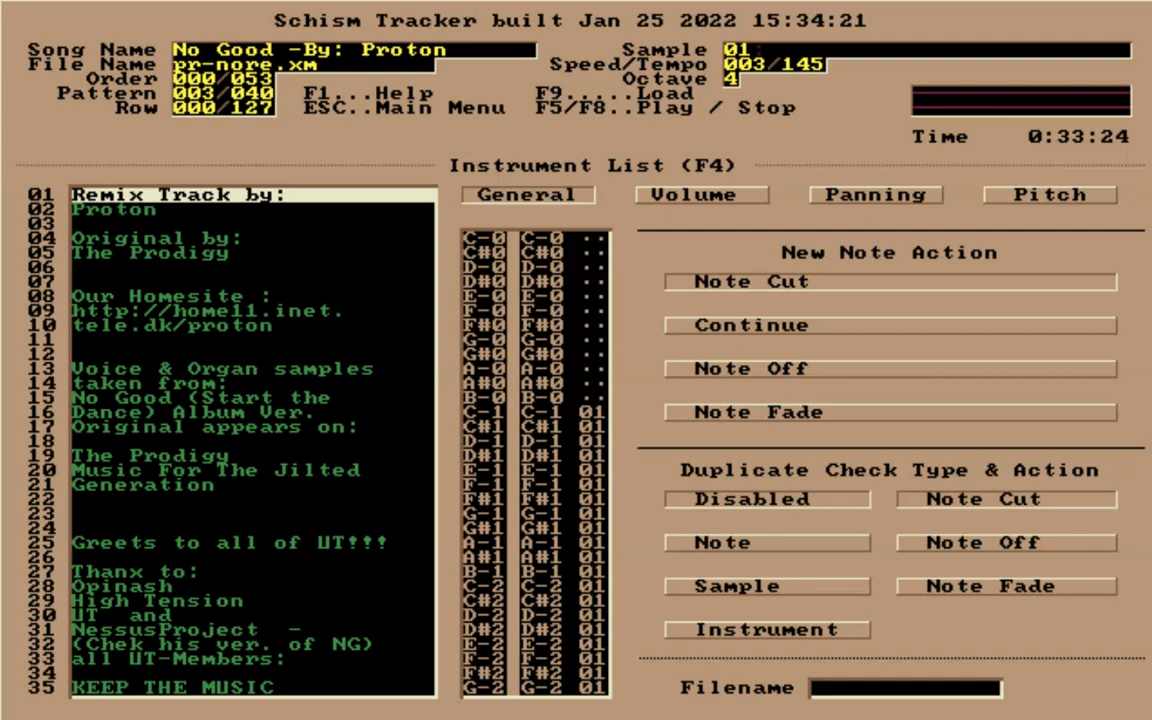 Schism Tracker built Jan 25 2022 15:34:21
Song Name No Good -By: Proton Sample 01:
File Name pr-nore.xm Speed/Tempo 003/145
Order 000/053 Octave 4
Pattern 003/040 F1...Help F9.....Load
Row 000/127 ESC..Main Menu F5/F8..Play / Stop
Time 0:33:24
Instrument List (F4)
General Volume Panning Pitch
01 Remix Track by:
02 Proton
03
04 Original by:
05 The Prodigy
06
07
08 Our Homesite :
09 http://home11.inet.
10 tele.dk/proton
11
12
13 Voice & Organ samples
14 taken from:
15 No Good (Start the
16 Dance) Album Ver.
17 Original appears on:
18
19 The Prodigy
20 Music For The Jilted
21 Generation
22
23
24
25 Greets to all of UT!!!
26
27 Thanx to:
28 Opinash
29 High Tension
30 UT and
31 NessusProject -
32 (Chek his ver. of NG)
33 all UT-Members:
34
35 KEEP THE MUSIC
C-0 C-0 ··
C#0 C#0 ··
D-0 D-0 ··
D#0 D#0 ··
E-0 E-0 ··
F-0 F-0 ··
F#0 F#0 ··
G-0 G-0 ··
G#0 G#0 ··
A-0 A-0 ··
A#0 A#0 ··
B-0 B-0 ··
C-1 C-1 01
C#1 C#1 01
D-1 D-1 01
D#1 D#1 01
E-1 E-1 01
F-1 F-1 01
F#1 F#1 01
G-1 G-1 01
G#1 G#1 01
A-1 A-1 01
A#1 A#1 01
B-1 B-1 01
C-2 C-2 01
C#2 C#2 01
D-2 D-2 01
D#2 D#2 01
E-2 E-2 01
F-2 F-2 01
F#2 F#2 01
G-2 G-2 01
New Note Action
Note Cut
Continue
Note Off
Note Fade
Duplicate Check Type & Action
Disabled Note Cut
Note Note Off
Sample Note Fade
Instrument
Filename